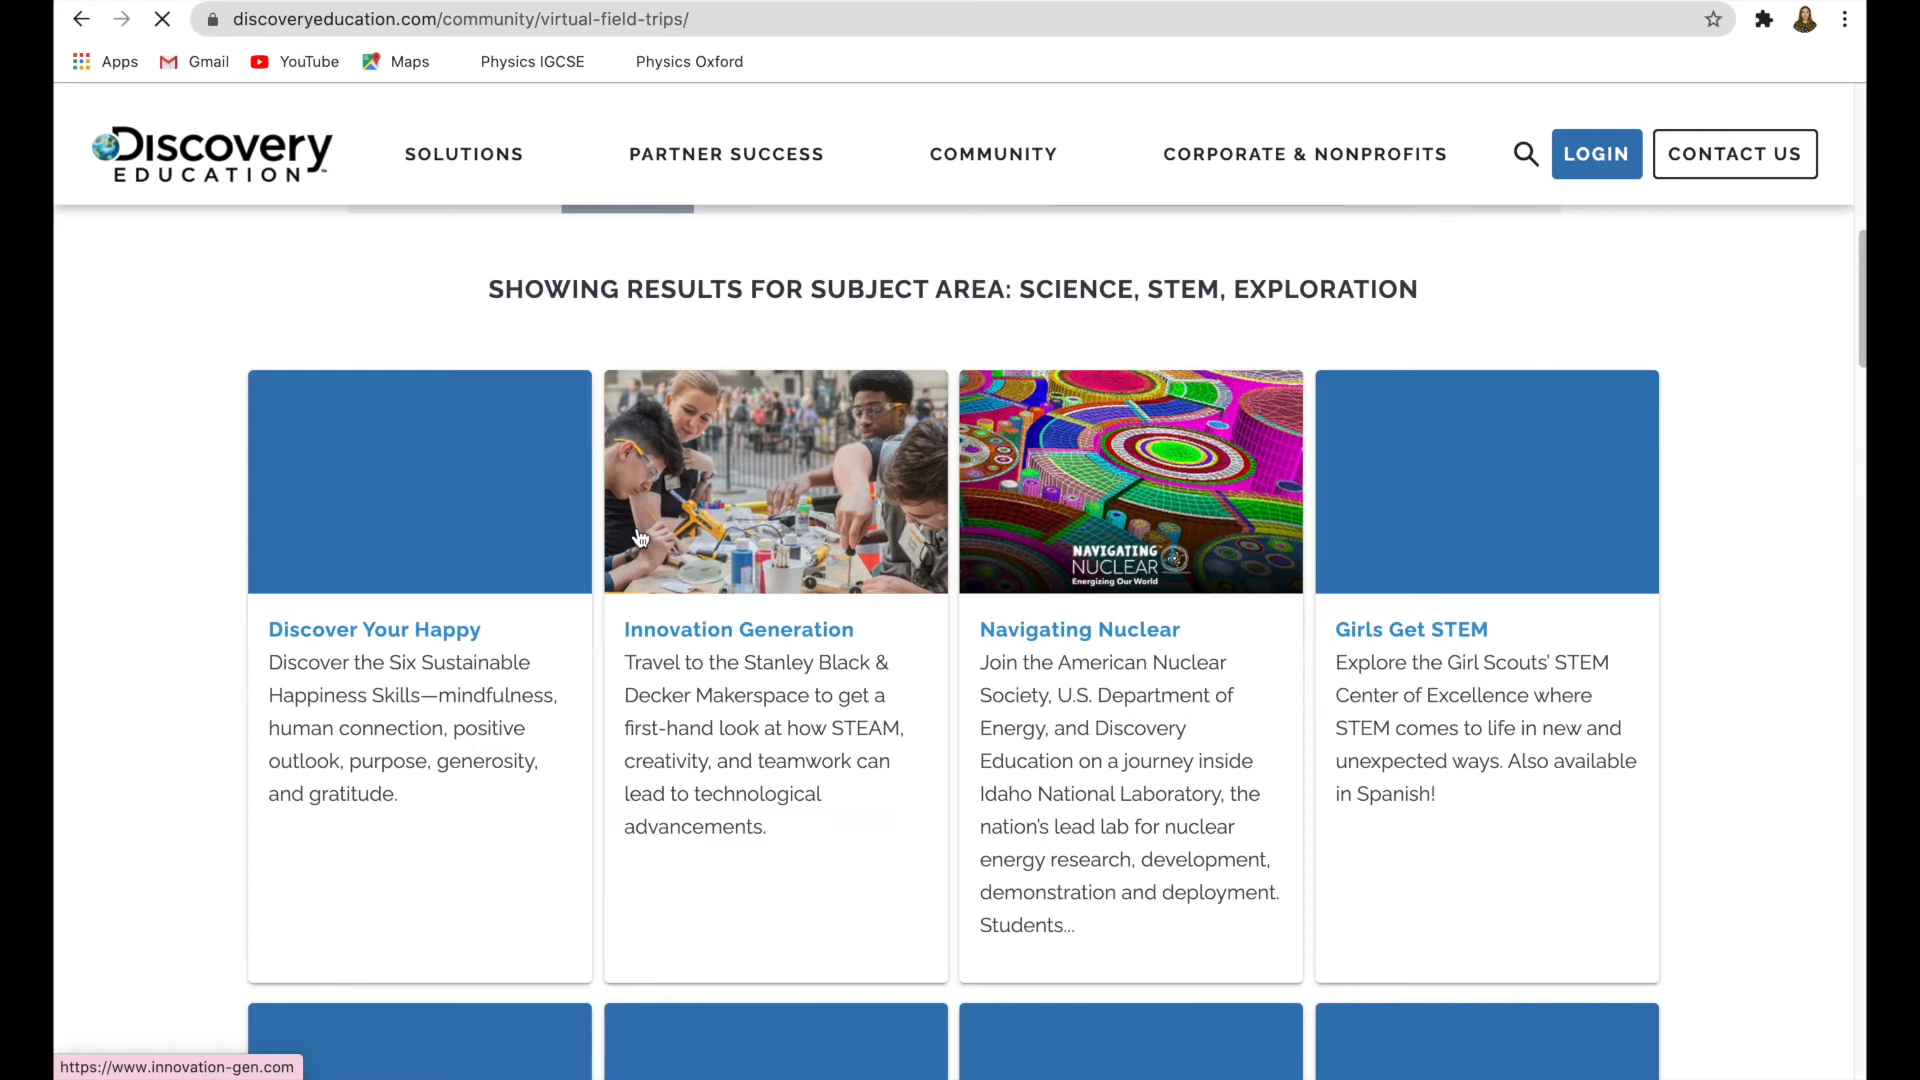 discoveryeducation.com/community/virtual-field-trips/
Apps Gmail YouTube Maps Physics IGCSE Physics Oxford
Discovery
EDUCATION
SOLUTIONS PARTNER SUCCESS COMMUNITY CORPORATE & NONPROFITS LOGIN CONTACT US
SHOWING RESULTS FOR SUBJECT AREA: SCIENCE, STEM, EXPLORATION
Discover Your Happy
Discover the Six Sustainable
Happiness Skills—mindfulness,
human connection, positive
outlook, purpose, generosity,
and gratitude.
Innovation Generation
Travel to the Stanley Black &
Decker Makerspace to get a
first-hand look at how STEAM,
creativity, and teamwork can
lead to technological
advancements.
NAVIGATING
NUCLEAR
Energizing Our World
Navigating Nuclear
Join the American Nuclear
Society, U.S. Department of
Energy, and Discovery
Education on a journey inside
Idaho National Laboratory, the
nation's lead lab for nuclear
energy research, development,
demonstration and deployment.
Students...
Girls Get STEM
Explore the Girl Scouts' STEM
Center of Excellence where
STEM comes to life in new and
unexpected ways. Also available
in Spanish!
https://www.innovation-gen.com